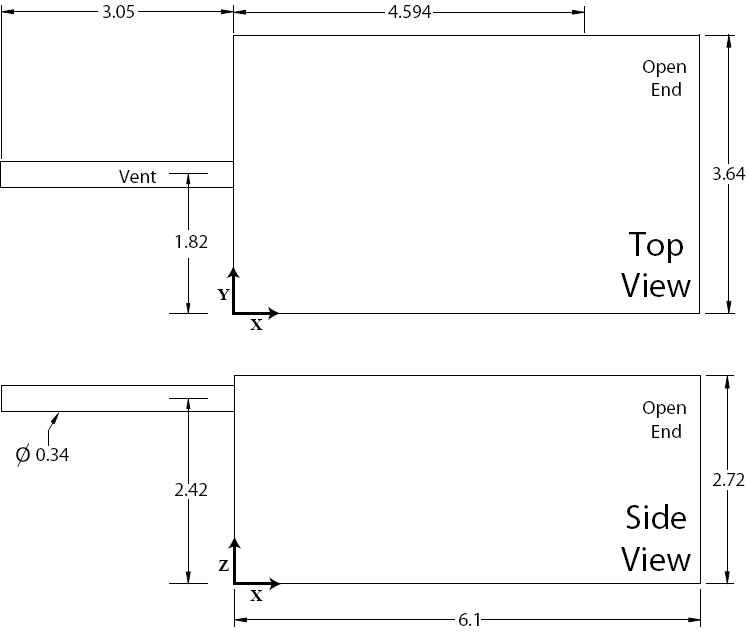 3.05
4.594
Open
End
Vent
3.64
1.82
Top
View
Y
X
Open
End
Ø 0.34
2.42
2.72
Side
View
Z
X
6.1